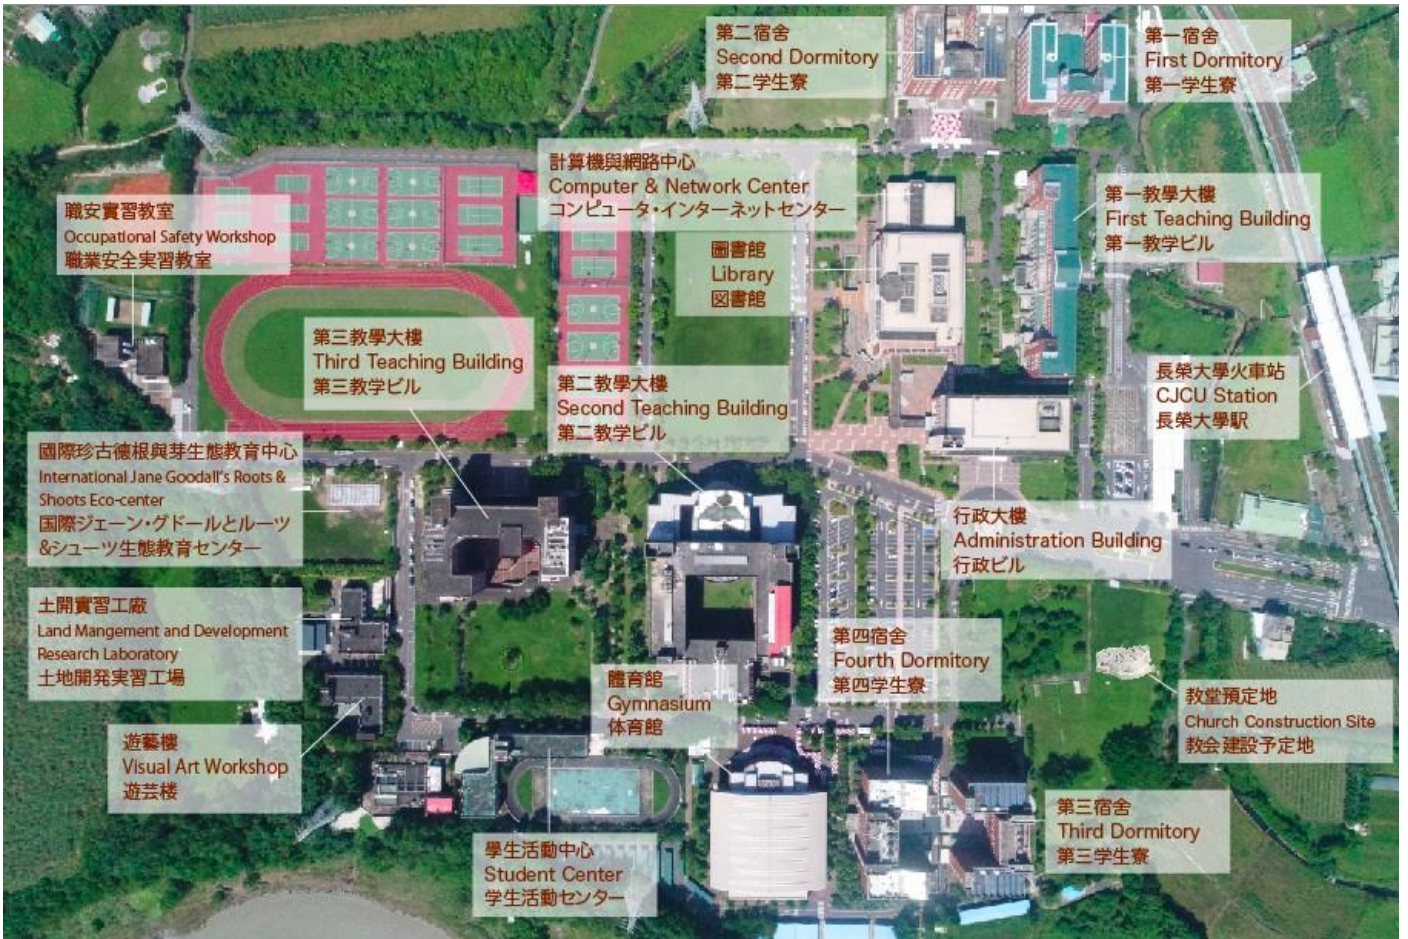 第二宿舍
Second Dormitory
第二学生寮
第一宿舍
First Dormitory
第一学生寮
計算機與網路中心
Computer & Network Center
コンピュータ・インターネットセンター
職安實習教室
Occupational Safety Workshop
職業安全実習教室
第一教學大樓
First Teaching Building
第一教学ビル
圖書館
Library
図書館
第三教學大樓
Third Teaching Building
第三教学ビル
第二教學大樓
Second Teaching Building
第二教学ビル
長榮大學火車站
CJCU Station
長榮大學駅
國際珍古德根與芽生態教育中心
International Jane Goodall's Roots &
Shoots Eco-center
国際ジェーン・グドールとルーツ
&シューツ生態教育センター
行政大樓
Administration Building
行政ビル
土開實習工廠
Land Mangement and Development
Research Laboratory
土地開発実習工場
第四宿舍
Fourth Dormitory
第四学生寮
體育館
Gymnasium
体育館
教堂預定地
Church Construction Site
教会建設予定地
遊藝樓
Visual Art Workshop
遊芸楼
第三宿舍
Third Dormitory
第三学生寮
學生活動中心
Student Center
学生活動センター